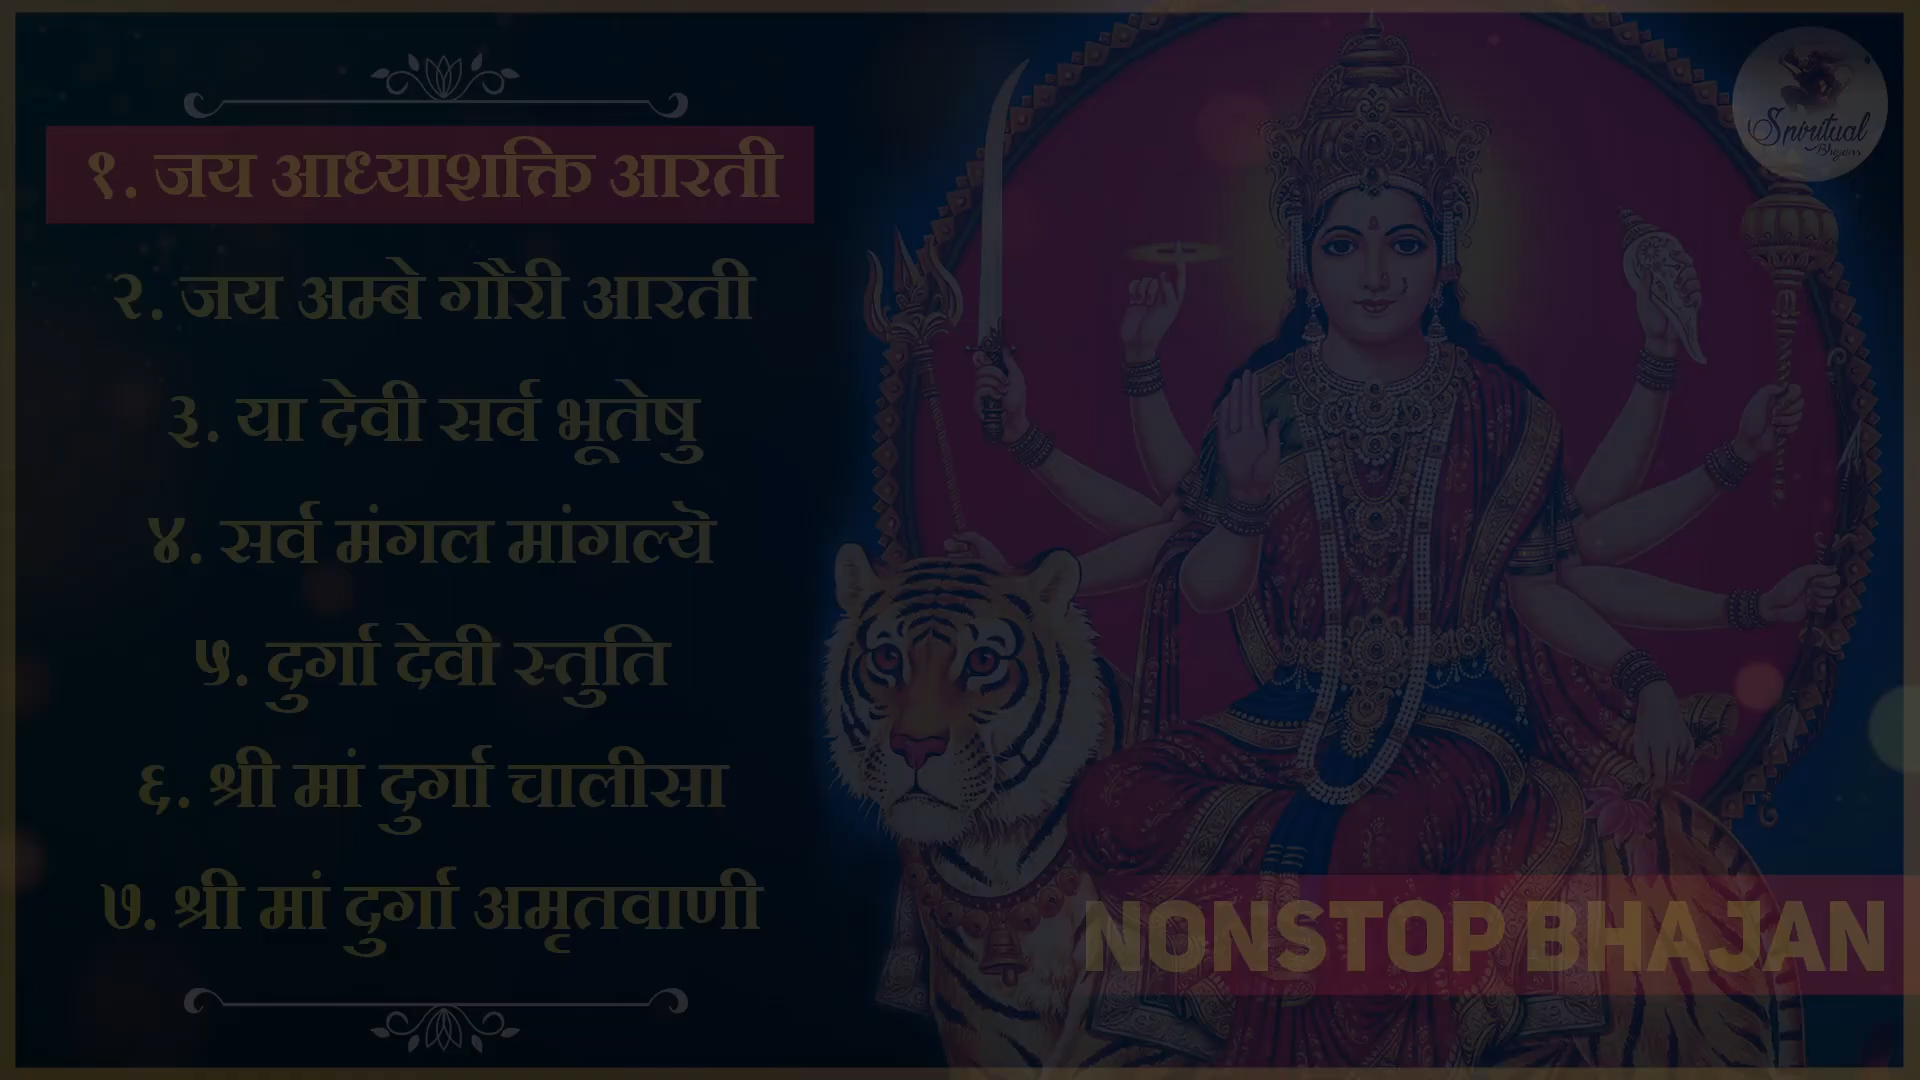 १. जय आध्याशक्ति आरती
२. जय अम्बे गौरी आरती
३. या देवी सर्व भूतेषु
४. सर्व मंगल मांगल्यॆ
५. दुर्गा देवी स्तुति
६. श्री मां दुर्गा चालीसा
७. श्री मां दुर्गा अमृतवाणी
Spiritual
Bhajans
NONSTOP BHAJAN